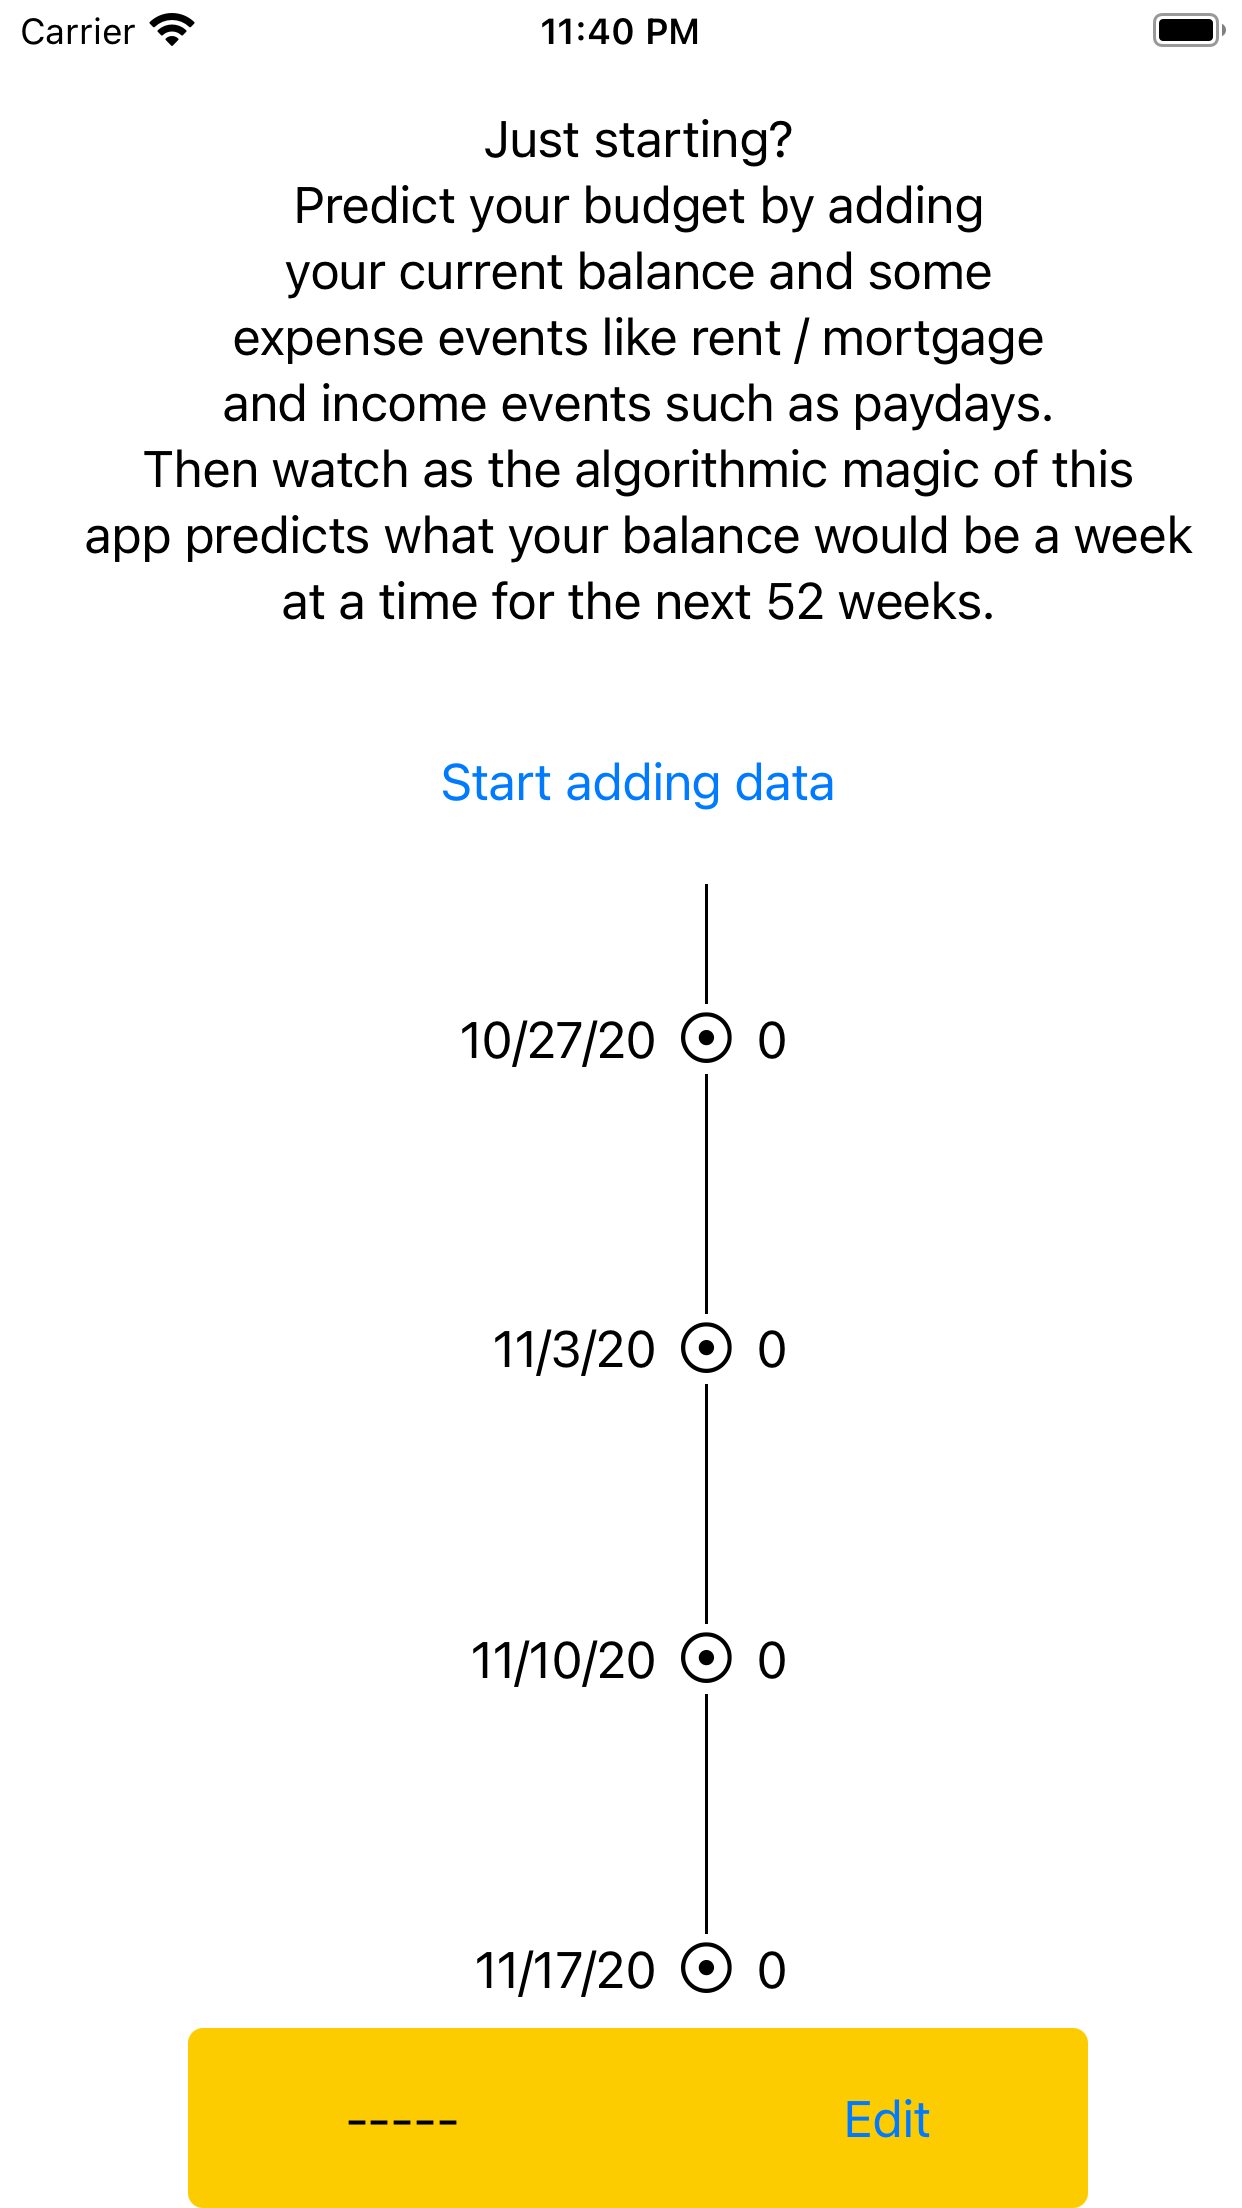 Carrier 11:40 PM
Just starting?
Predict your budget by adding
your current balance and some
expense events like rent / mortgage
and income events such as paydays.
Then watch as the algorithmic magic of this
app predicts what your balance would be a week
at a time for the next 52 weeks.
Start adding data
10/27/20 0
11/3/20 0
11/10/20 0
11/17/20 0
----- Edit